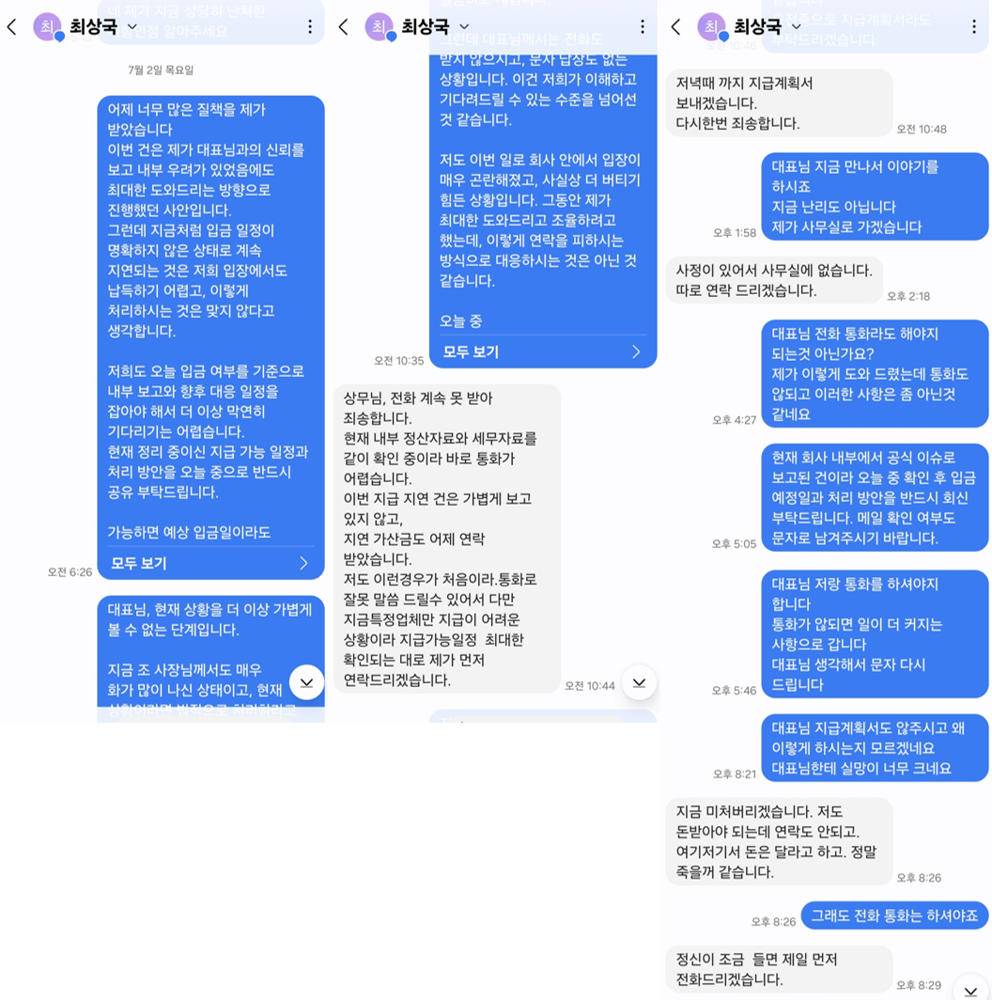 최 최상국
네 제가 지금 상당히 난처한
상황인점 알아주세요
7월 2일 목요일
어제 너무 많은 질책을 제가
받았습니다
이번 건은 제가 대표님과의 신뢰를
보고 내부 우려가 있었음에도
최대한 도와드리는 방향으로
진행했던 사안입니다.
그런데 지금처럼 입금 일정이
명확하지 않은 상태로 계속
지연되는 것은 저희 입장에서도
납득하기 어렵고, 이렇게
처리하시는 것은 맞지 않다고
생각합니다.
저희도 오늘 입금 여부를 기준으로
내부 보고와 향후 대응 일정을
잡아야 해서 더 이상 막연히
기다리기는 어렵습니다.
현재 정리 중이신 지급 가능 일정과
처리 방안을 오늘 중으로 반드시
공유 부탁드립니다.
가능하면 예상 입금일이라도
모두 보기
오전 6:26
대표님, 현재 상황을 더 이상 가볍게
볼 수 없는 단계입니다.
지금 조 사장님께서도 매우
화가 많이 나신 상태이고, 현재
상황이라면 법적으로 처리하라고
최 최상국
그런데 대표님께서는 전화도
받지 않으시고, 문자 답장도 없는
상황입니다. 이건 저희가 이해하고
기다려드릴 수 있는 수준을 넘어선
것 같습니다.
저도 이번 일로 회사 안에서 입장이
매우 곤란해졌고, 사실상 더 버티기
힘든 상황입니다. 그동안 제가
최대한 도와드리고 조율하려고
했는데, 이렇게 연락을 피하시는
방식으로 대응하시는 것은 아닌 것
같습니다.
오늘 중
모두 보기
오전 10:35
상무님, 전화 계속 못 받아
죄송합니다.
현재 내부 정산자료와 세무자료를
같이 확인 중이라 바로 통화가
어렵습니다.
이번 지급 지연 건은 가볍게 보고
있지 않고,
지연 가산금도 어제 연락
받았습니다.
저도 이런경우가 처음이라.통화로
잘못 말씀 드릴수 있어서 다만
지금특정업체만 지급이 어려운
상황이라 지급가능일정 최대한
확인되는 대로 제가 먼저
연락드리겠습니다.
오전 10:44
최 최상국
지급계획서라도
부탁드리겠습니다
오전 10:46
저녁때 까지 지급계획서
보내겠습니다.
다시한번 죄송합니다.
오전 10:48
대표님 지금 만나서 이야기를
하시죠
지금 난리도 아닙니다
제가 사무실로 가겠습니다
오후 1:58
사정이 있어서 사무실에 없습니다.
따로 연락 드리겠습니다.
오후 2:18
대표님 전화 통화라도 해야지
되는것 아닌가요?
제가 이렇게 도와 드렸는데 통화도
않되고 이러한 사항은 좀 아닌것
같네요
오후 4:27
현재 회사 내부에서 공식 이슈로
보고된 건이라 오늘 중 확인 후 입금
예정일과 처리 방안을 반드시 회신
부탁드립니다. 메일 확인 여부도
문자로 남겨주시기 바랍니다.
오후 5:05
대표님 저랑 통화를 하셔야지
합니다
통화가 않되면 일이 더 커지는
사항으로 갑니다
대표님 생각해서 문자 다시
드립니다
오후 5:46
대표님 지급계획서도 않주시고 왜
이렇게 하시는지 모르겠네요
대표님한테 실망이 너무 크네요
오후 8:21
지금 미처버리겠습니다. 저도
돈받아야 되는데 연락도 안되고.
여기저기서 돈은 달라고 하고. 정말
죽을꺼 같습니다.
오후 8:26
그래도 전화 통화는 하셔야죠
오후 8:26
정신이 조금 들면 제일 먼저
전화드리겠습니다.
오후 8:29